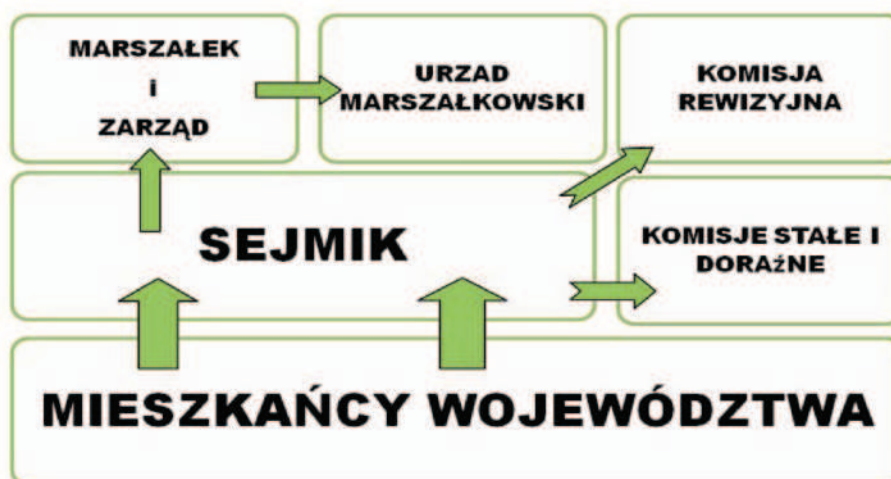 MARSZAŁEK
i
ZARZĄD
URZAD
MARSZAŁKOWSKI
KOMISJA
REWIZYJNA
SEJMIK
KOMISJE STAŁE I
DORAźNE
MIESZKAŃCY WOJEWÓDZTWA